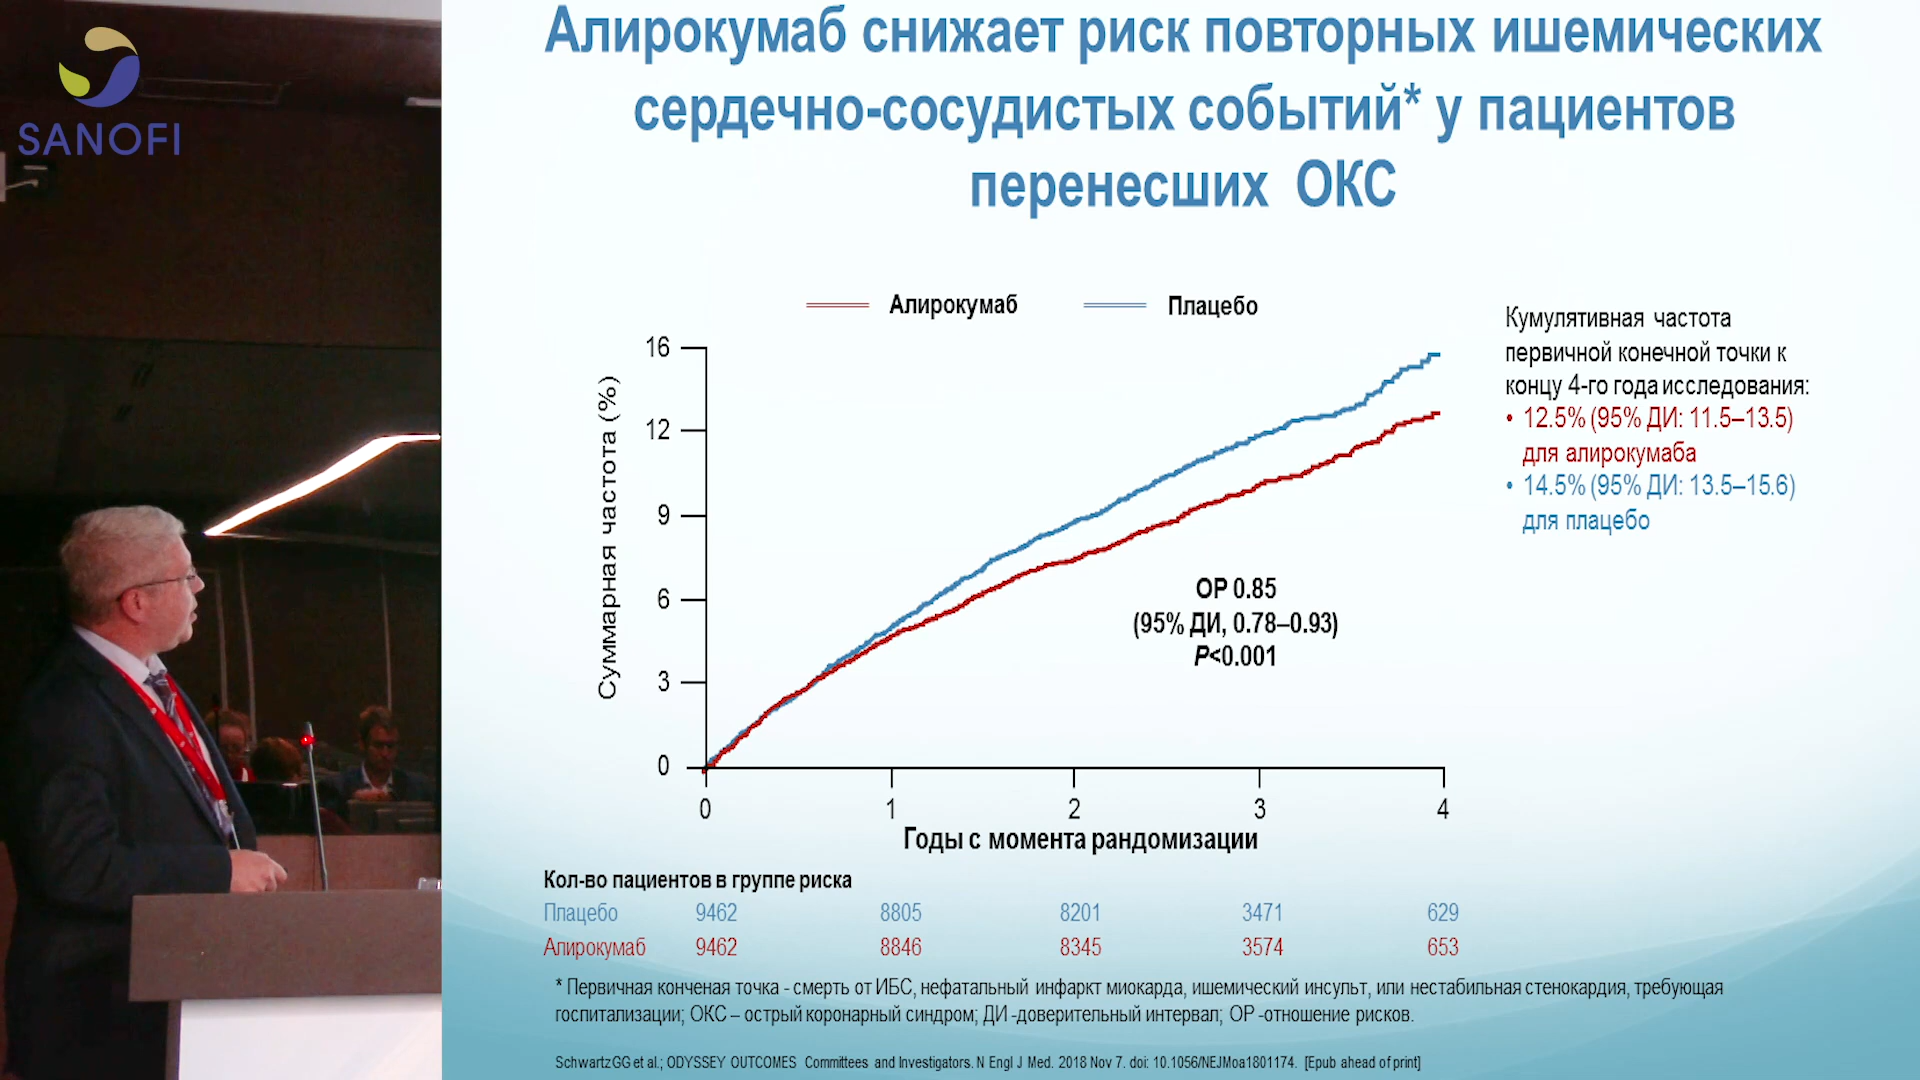 SANOFI
Алирокумаб снижает риск повторных ишемических
сердечно-сосудистых событий* у пациентов
перенесших ОКС
Алирокумаб
Плацебо
Суммарная частота (%)
16
12
9
6
3
0
0 1 2 3 4
Годы с момента рандомизации
ОР 0.85
(95% ДИ, 0.78–0.93)
P<0.001
Кумулятивная частота
первичной конечной точки к
концу 4-го года исследования:
• 12.5% (95% ДИ: 11.5–13.5)
для алирокумаба
• 14.5% (95% ДИ: 13.5–15.6)
для плацебо
Кол-во пациентов в группе риска
Плацебо 9462 8805 8201 3471 629
Алирокумаб 9462 8846 8345 3574 653
* Первичная конченая точка - смерть от ИБС, нефатальный инфаркт миокарда, ишемический инсульт, или нестабильная стенокардия, требующая
госпитализации; ОКС – острый коронарный синдром; ДИ -доверительный интервал; ОР -отношение рисков.
Schwartz GG et al.; ODYSSEY OUTCOMES Committees and Investigators. N Engl J Med. 2018 Nov 7. doi: 10.1056/NEJMoa1801174. [Epub ahead of print]